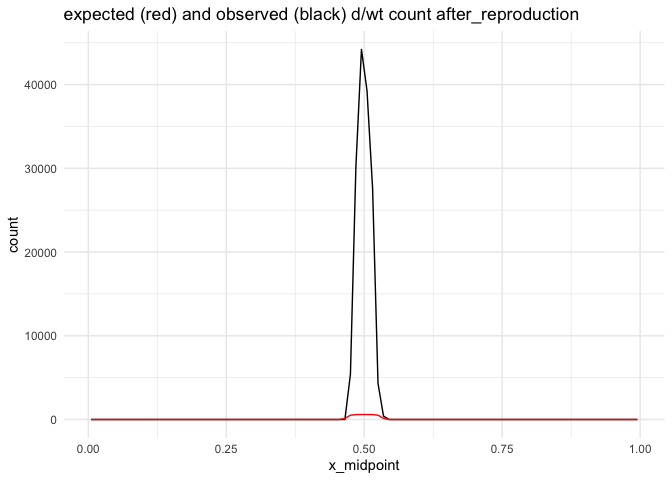 expected (red) and observed (black) d/wt count after_reproduction
40000
30000
20000
10000
0
count
0.00 0.25 0.50 0.75 1.00
x_midpoint